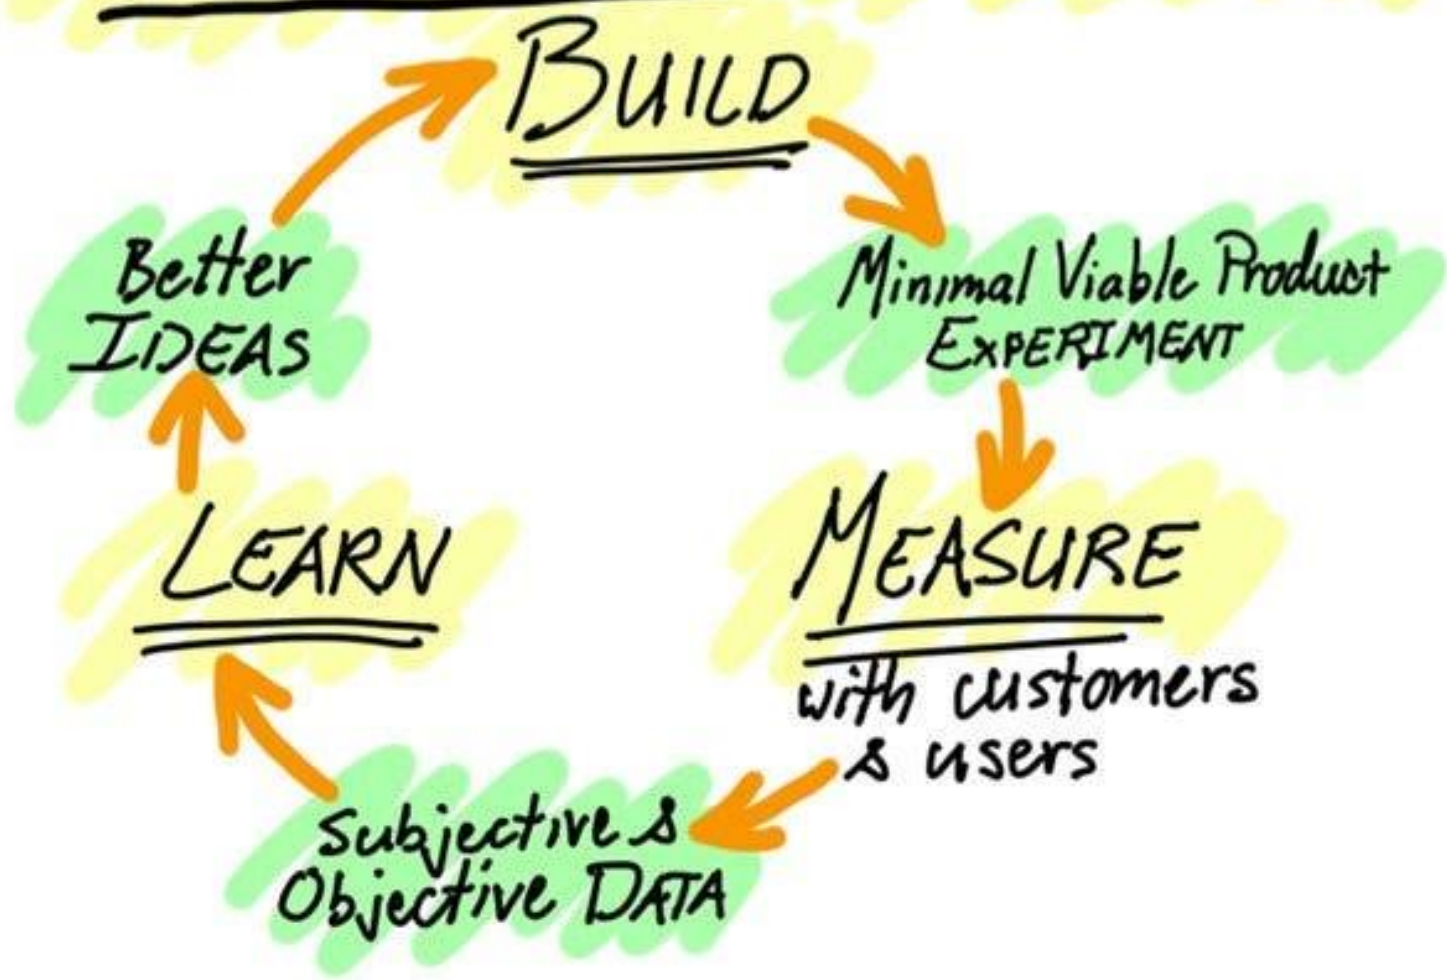 BUILD
Better
IDEAS
Minimal Viable Product
EXPERIMENT
LEARN
MEASURE
with customers
& users
Subjective &
Objective DATA